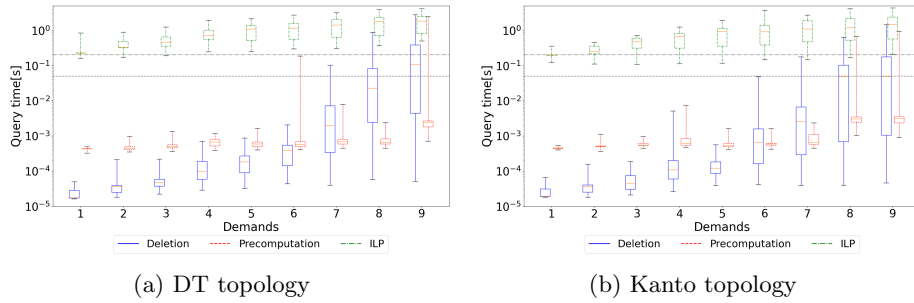 Query time[s]
10⁰
10⁻¹
10⁻²
10⁻³
10⁻⁴
10⁻⁵
1 2 3 4 5 6 7 8 9
Demands
Deletion Precomputation ILP
(a) DT topology
Query time[s]
10⁰
10⁻¹
10⁻²
10⁻³
10⁻⁴
10⁻⁵
1 2 3 4 5 6 7 8 9
Demands
Deletion Precomputation ILP
(b) Kanto topology